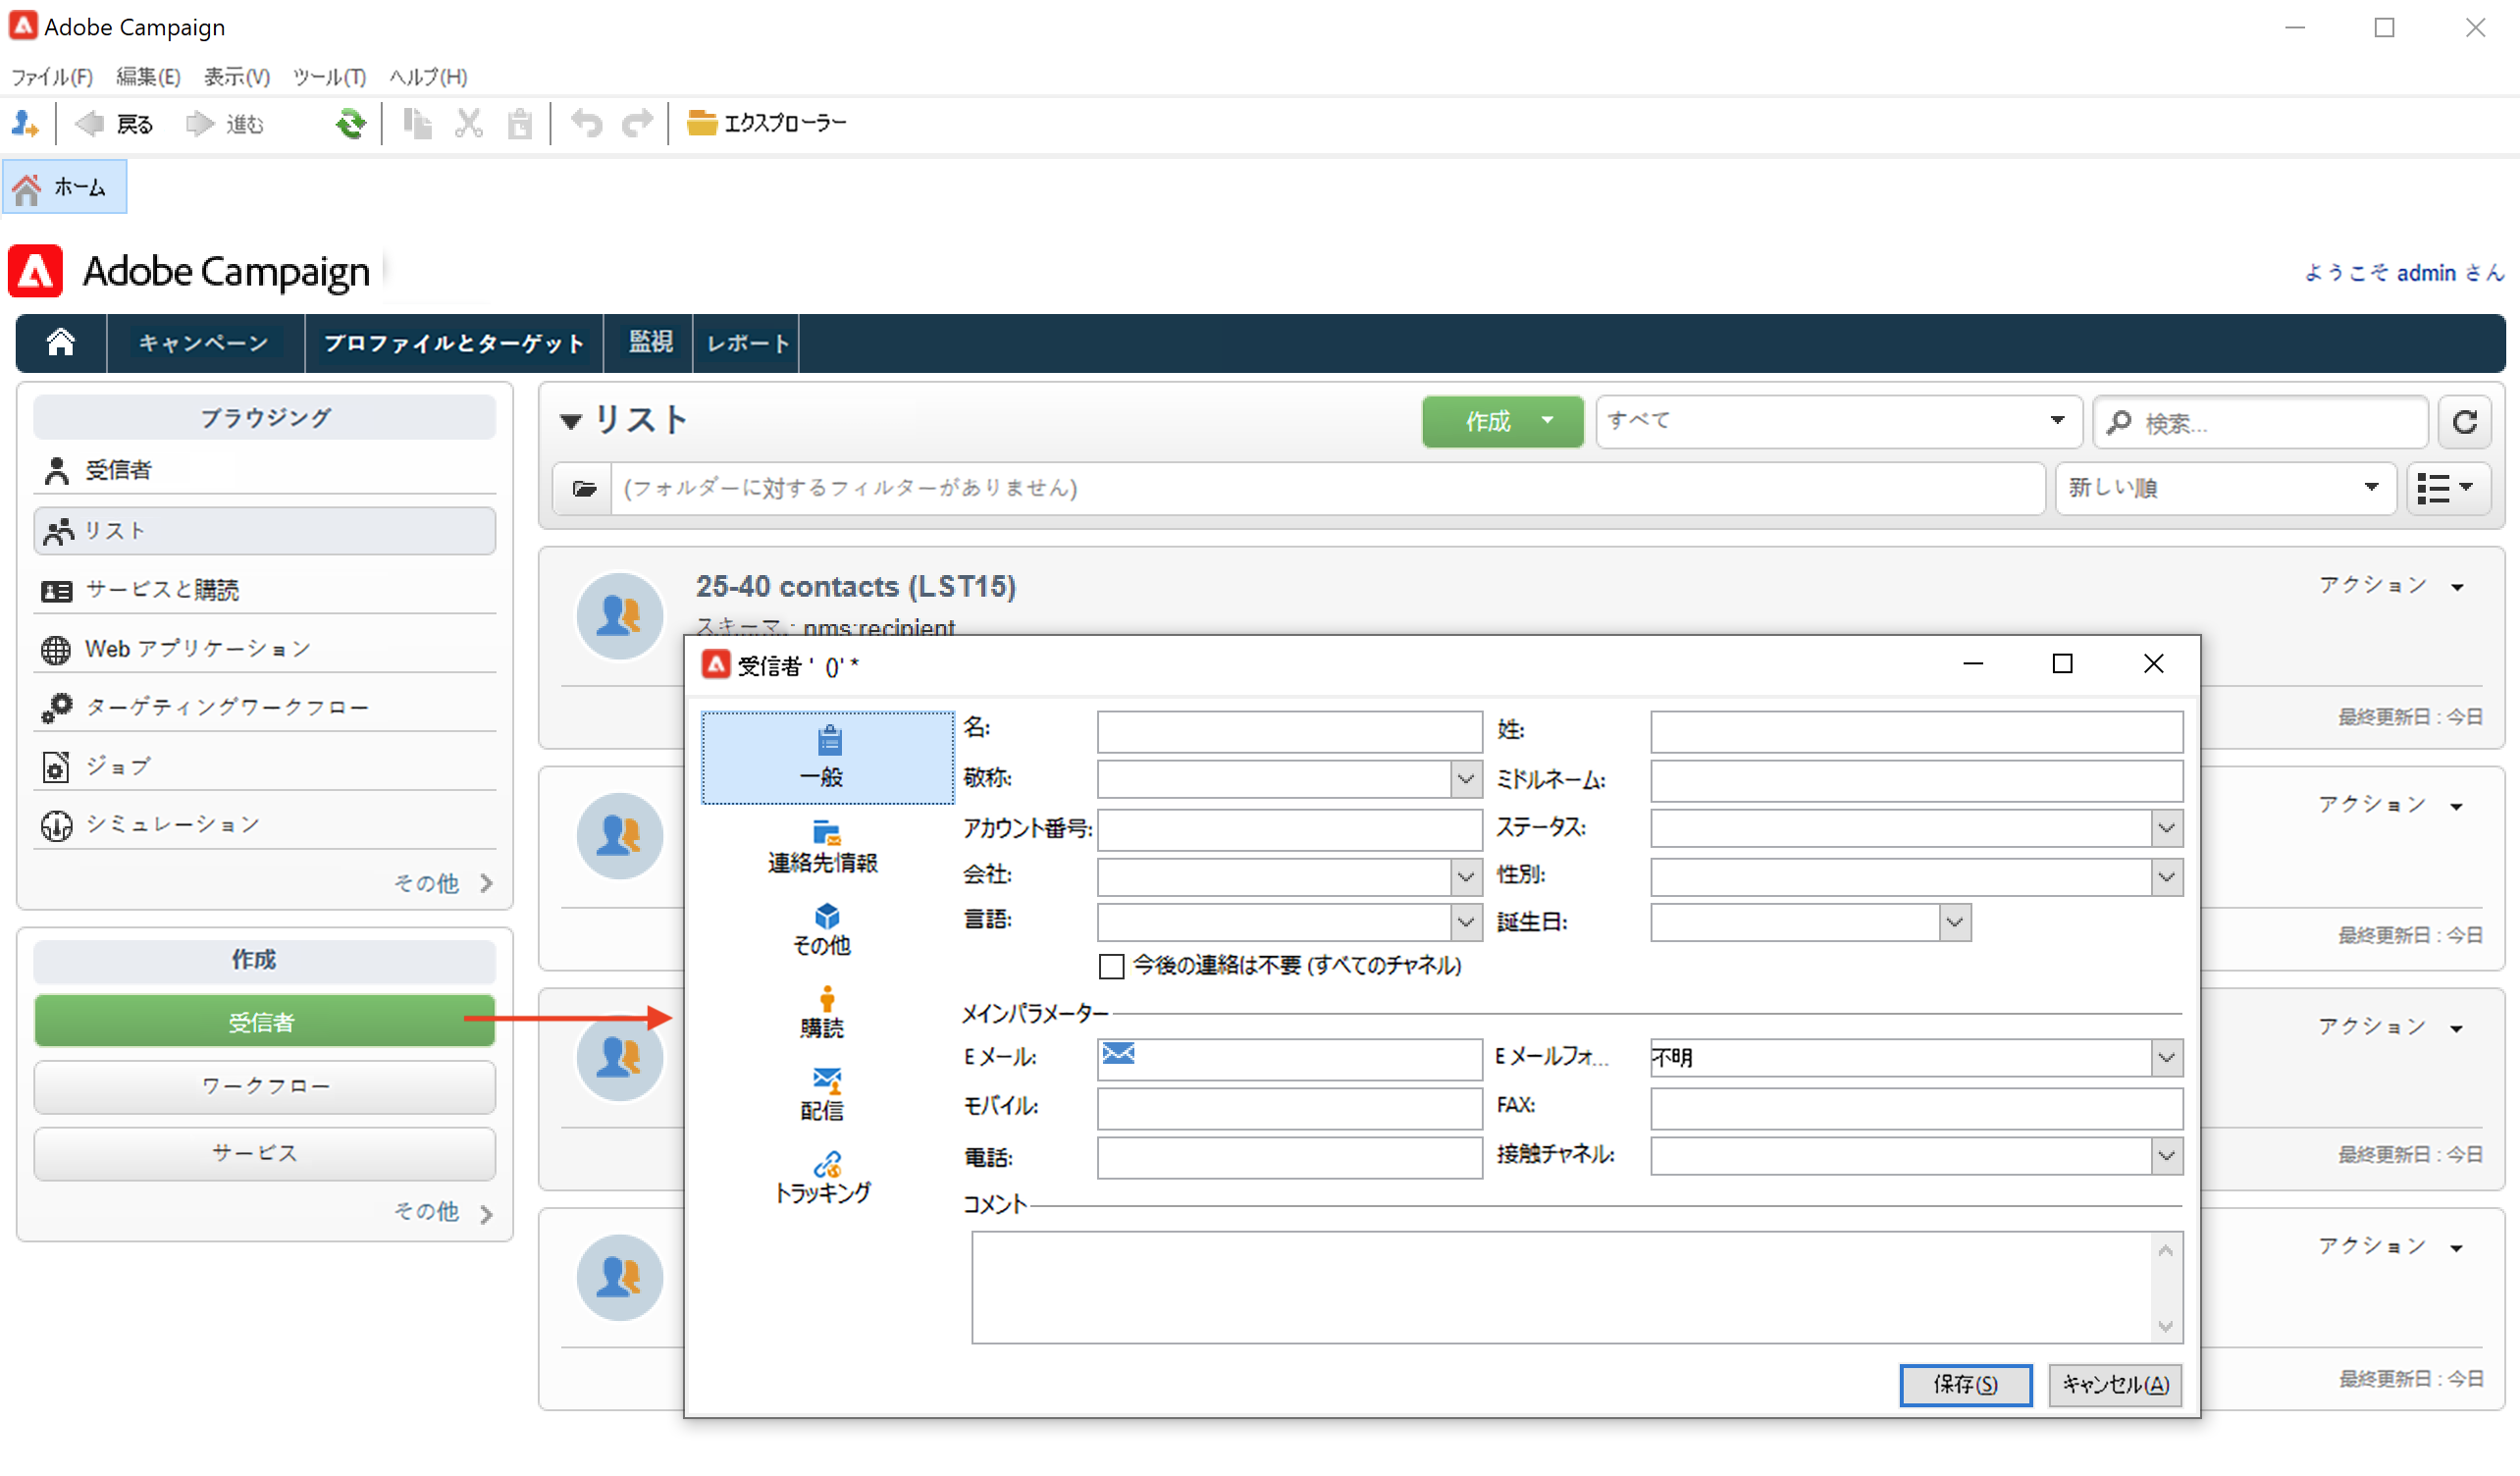 Adobe Campaign
ファイル(F) 編集(E) 表示(V) ツール(T) ヘルプ(H)
戻る 進む エクスプローラー
ホーム
Adobe Campaign
ようこそ admin さん
キャンペーン プロファイルとターゲット 監視 レポート
ブラウジング
受信者
リスト
サービスと購読
Web アプリケーション
ターゲティングワークフロー
ジョブ
シミュレーション
その他
作成
受信者
ワークフロー
サービス
その他
リスト 作成 すべて 検索...
(フォルダーに対するフィルターがありません) 新しい順
25-40 contacts (LST15) アクション
スキーマ : nms:recipient
最終更新日 : 今日
アクション
最終更新日 : 今日
アクション
最終更新日 : 今日
アクション
最終更新日 : 今日
受信者 ' ()' *
一般
連絡先情報
その他
購読
配信
トラッキング
名: 姓:
敬称: ミドルネーム:
アカウント番号: ステータス:
会社: 性別:
言語: 誕生日:
今後の連絡は不要 (すべてのチャネル)
メインパラメーター
E メール: E メールフォ... 不明
モバイル: FAX:
電話: 接触チャネル:
コメント
保存(S) キャンセル(A)